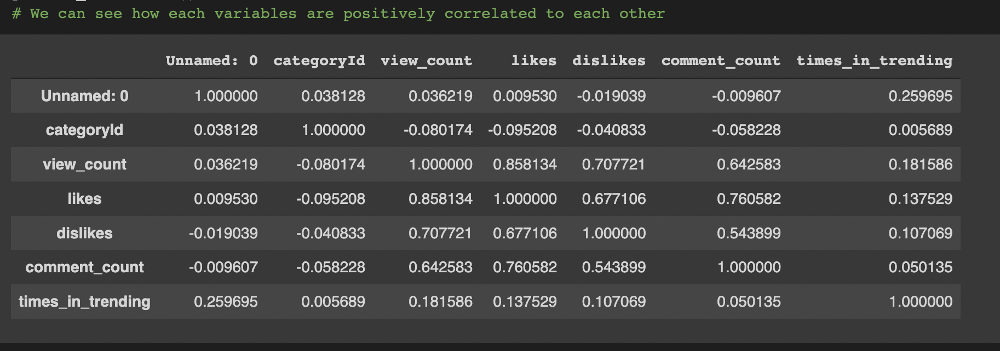 # We can see how each variables are positively correlated to each other
Unnamed: 0 categoryId view_count likes dislikes comment_count times_in_trending
Unnamed: 0 1.000000 0.038128 0.036219 0.009530 -0.019039 -0.009607 0.259695
categoryId 0.038128 1.000000 -0.080174 -0.095208 -0.040833 -0.058228 0.005689
view_count 0.036219 -0.080174 1.000000 0.858134 0.707721 0.642583 0.181586
likes 0.009530 -0.095208 0.858134 1.000000 0.677106 0.760582 0.137529
dislikes -0.019039 -0.040833 0.707721 0.677106 1.000000 0.543899 0.107069
comment_count -0.009607 -0.058228 0.642583 0.760582 0.543899 1.000000 0.050135
times_in_trending 0.259695 0.005689 0.181586 0.137529 0.107069 0.050135 1.000000